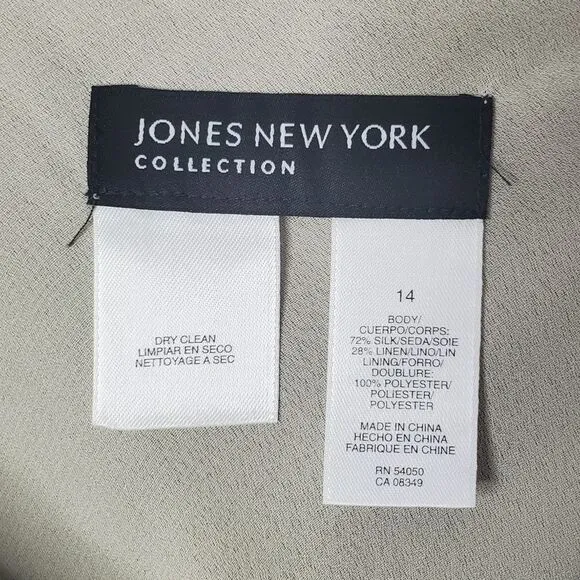 JONES NEW YORK
COLLECTION
DRY CLEAN
LIMPIAR EN SECO
NETTOYAGE A SEC
14
BODY/
CUERPO/CORPS:
72% SILK/SEDA/SOIE
28% LINEN/LINO/LIN
LINING/FORRO/
DOUBLURE:
100% POLYESTER/
POLIESTER/
POLYESTER
MADE IN CHINA
HECHO EN CHINA
FABRIQUE EN CHINE
RN 54050
CA 08349